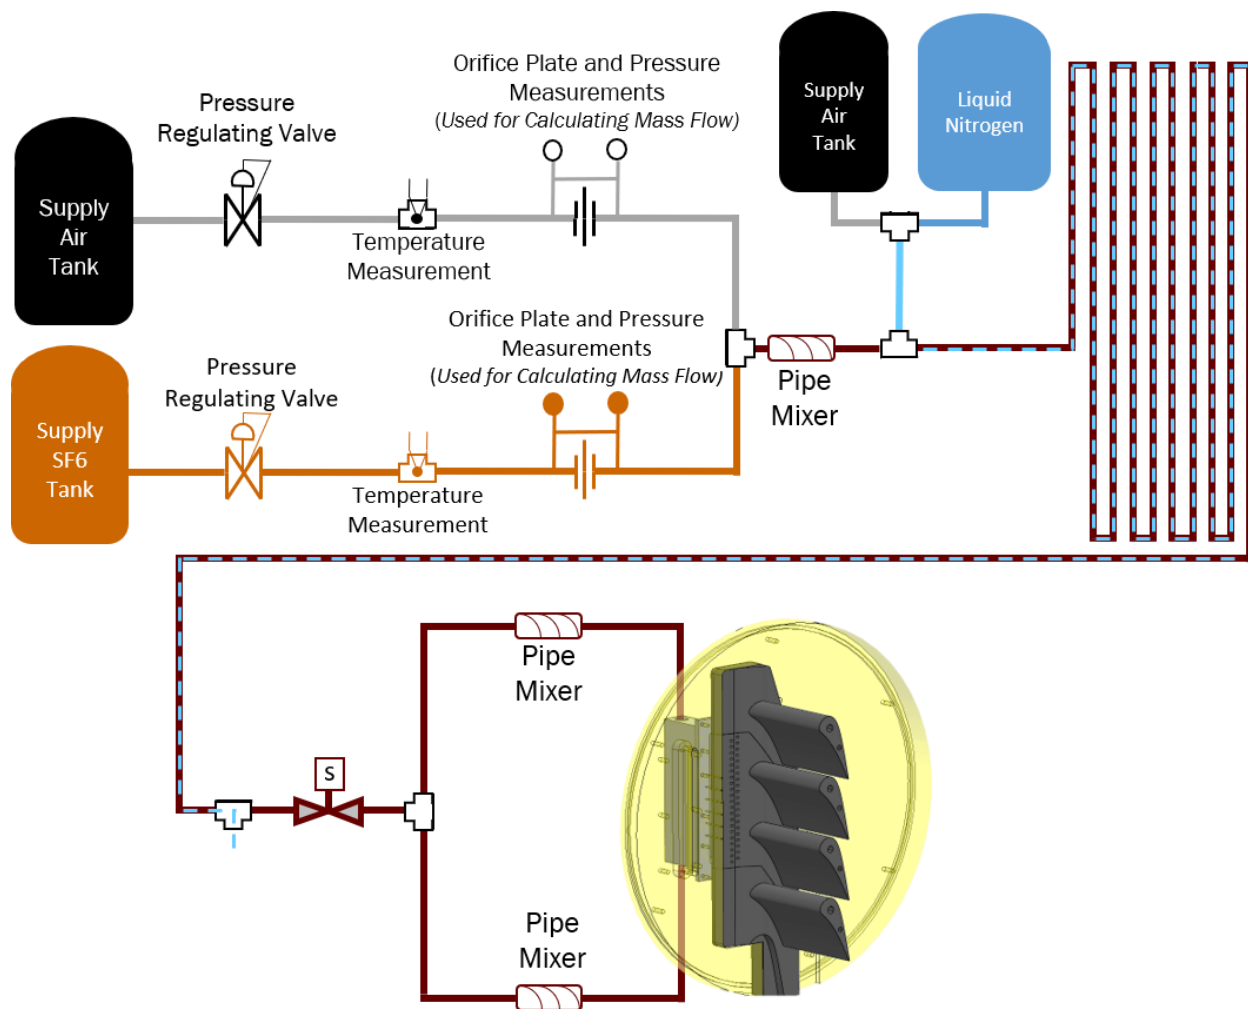 Orifice Plate and Pressure
Measurements
(Used for Calculating Mass Flow)
Pressure
Regulating Valve
Supply
Air
Tank
Temperature
Measurement
Supply
Air
Tank
Liquid
Nitrogen
Orifice Plate and Pressure
Measurements
(Used for Calculating Mass Flow)
Pressure
Regulating Valve
Supply
SF6
Tank
Temperature
Measurement
Pipe
Mixer
Pipe
Mixer
S
Pipe
Mixer